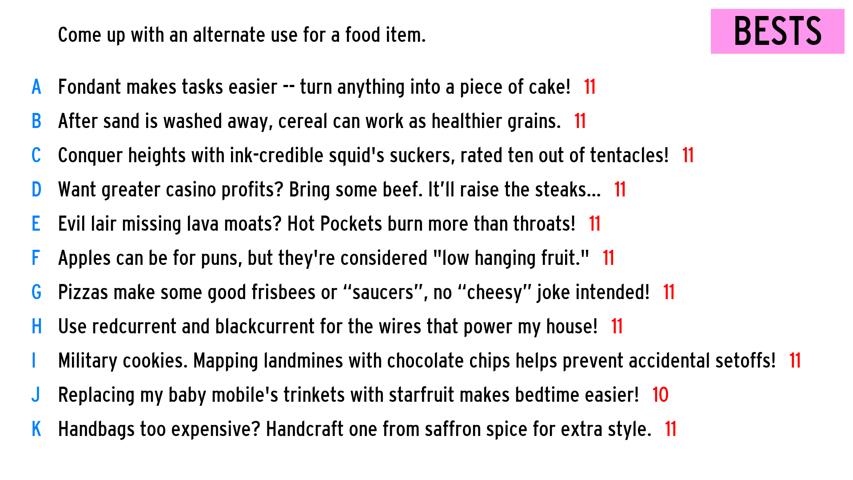 Come up with an alternate use for a food item.
BESTS
A Fondant makes tasks easier -- turn anything into a piece of cake! 11
B After sand is washed away, cereal can work as healthier grains. 11
C Conquer heights with ink-credible squid's suckers, rated ten out of tentacles! 11
D Want greater casino profits? Bring some beef. It’ll raise the steaks... 11
E Evil lair missing lava moats? Hot Pockets burn more than throats! 11
F Apples can be for puns, but they're considered "low hanging fruit." 11
G Pizzas make some good frisbees or “saucers”, no “cheesy” joke intended! 11
H Use redcurrent and blackcurrent for the wires that power my house! 11
I Military cookies. Mapping landmines with chocolate chips helps prevent accidental setoffs! 11
J Replacing my baby mobile's trinkets with starfruit makes bedtime easier! 10
K Handbags too expensive? Handcraft one from saffron spice for extra style. 11